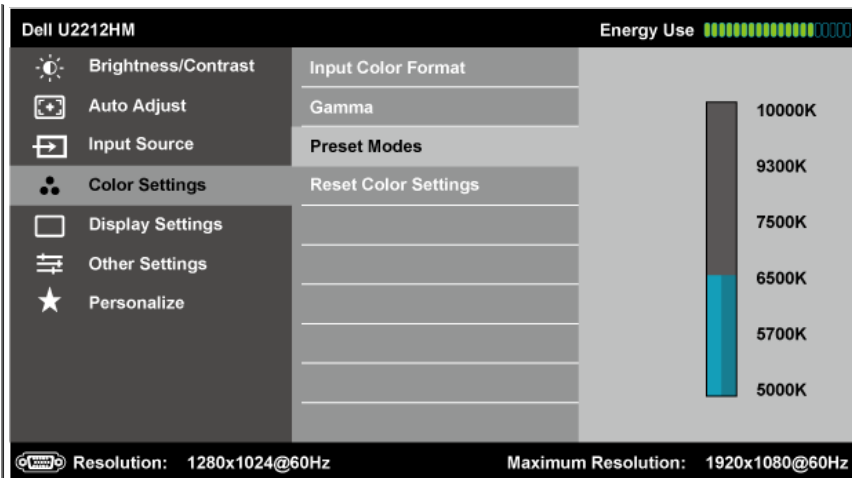 Dell U2212HM Energy Use
Brightness/Contrast Input Color Format
Auto Adjust Gamma 10000K
Input Source Preset Modes
9300K
Color Settings Reset Color Settings
Display Settings 7500K
Other Settings 6500K
Personalize
5700K
5000K
Resolution: 1280x1024@60Hz Maximum Resolution: 1920x1080@60Hz